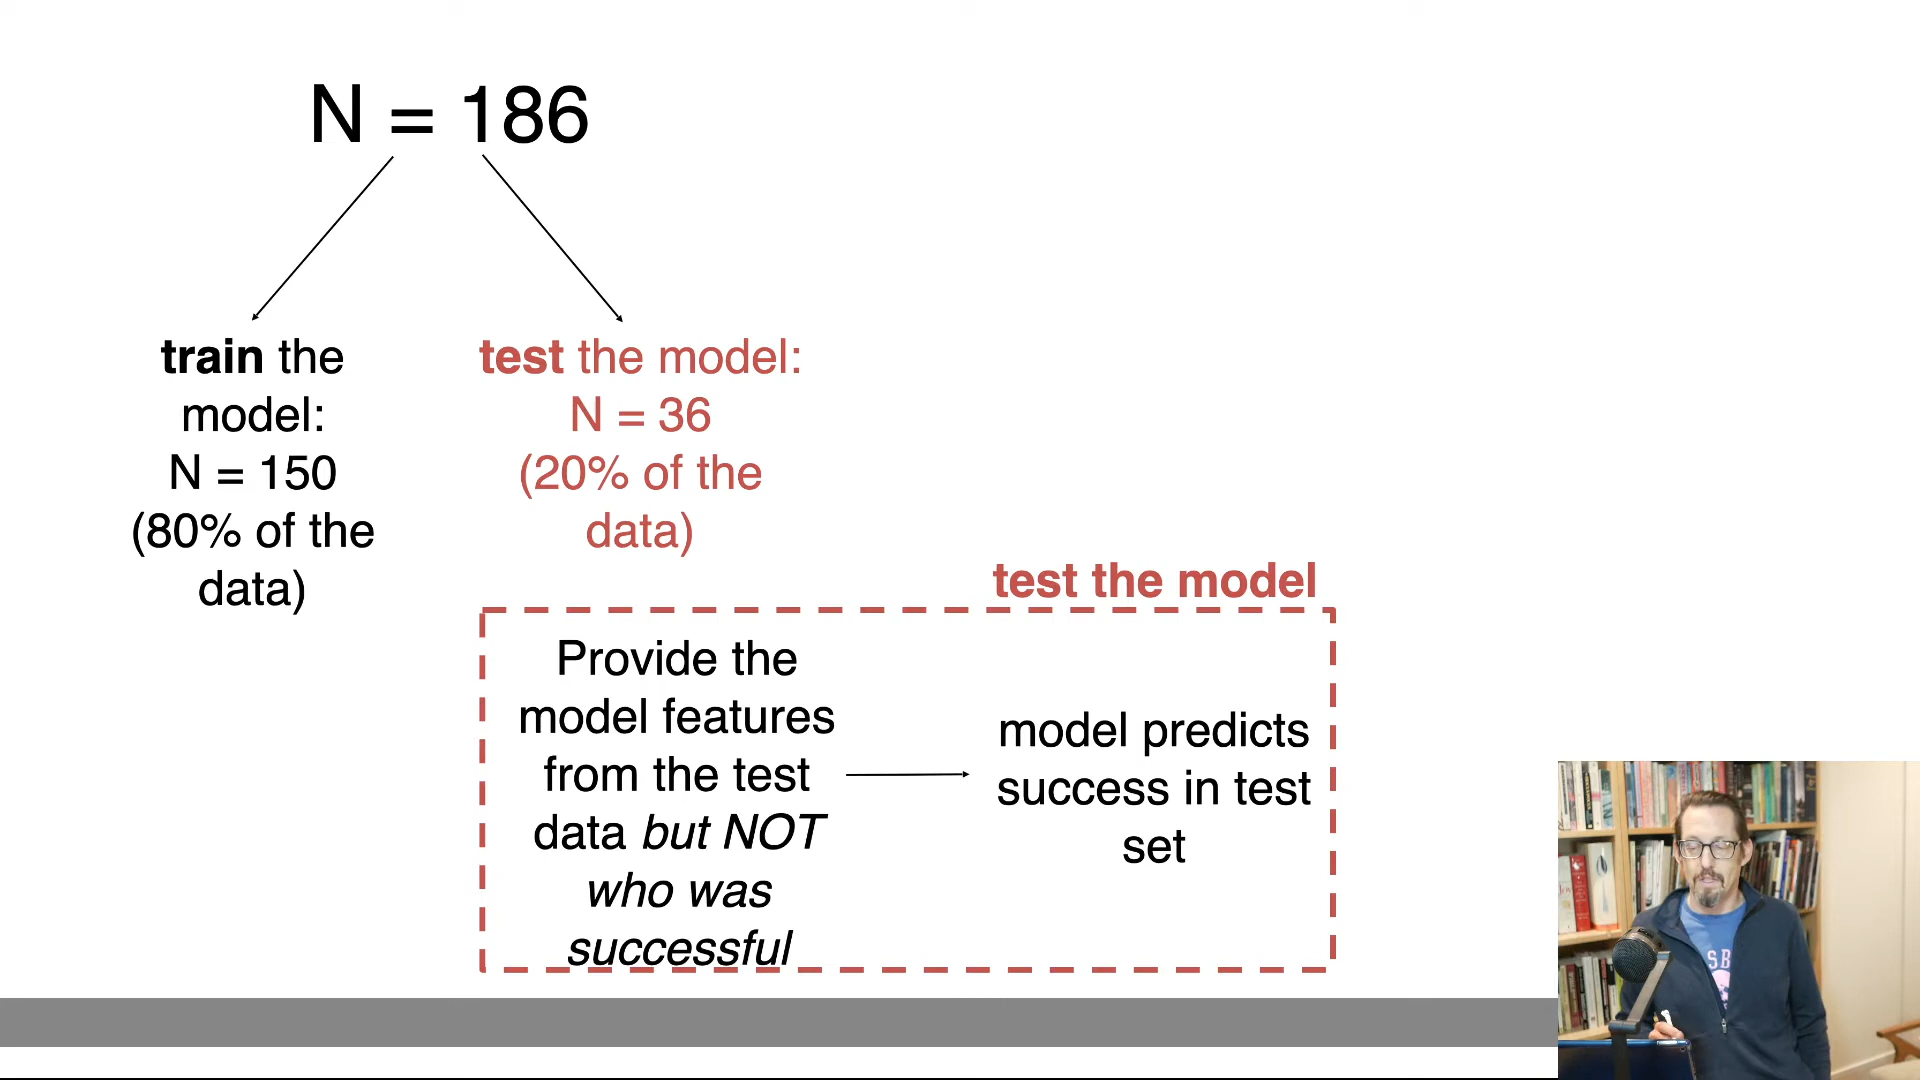 N = 186
train the
model:
N = 150
(80% of the
data)
test the model:
N = 36
(20% of the
data)
test the model
Provide the
model features
from the test
data but NOT
who was
successful
model predicts
success in test
set